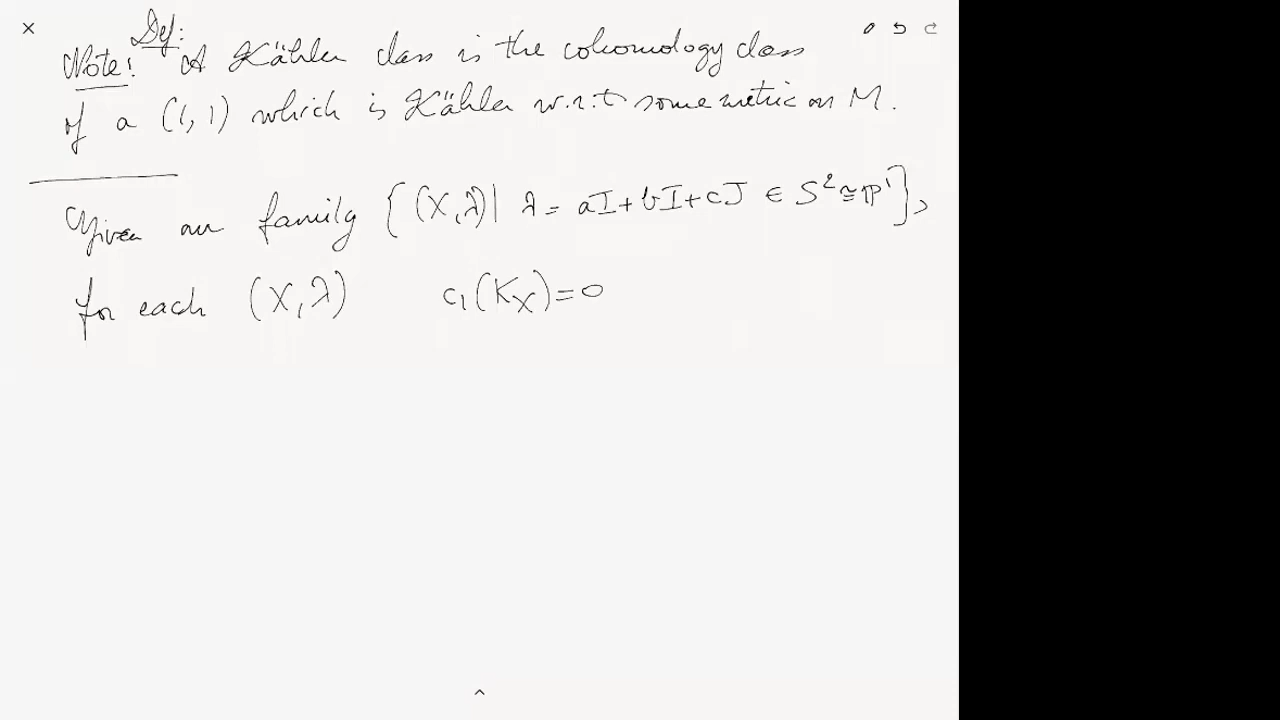 Def:
Note! A Kähler class is the cohomology class
of a (1,1) which is Kähler w.r.t some metric on M.
Given our family {(X,λ)| λ = aI+bI+cJ ∈ S²≅ℙ¹},
for each (X,λ) c₁(K_X)=0